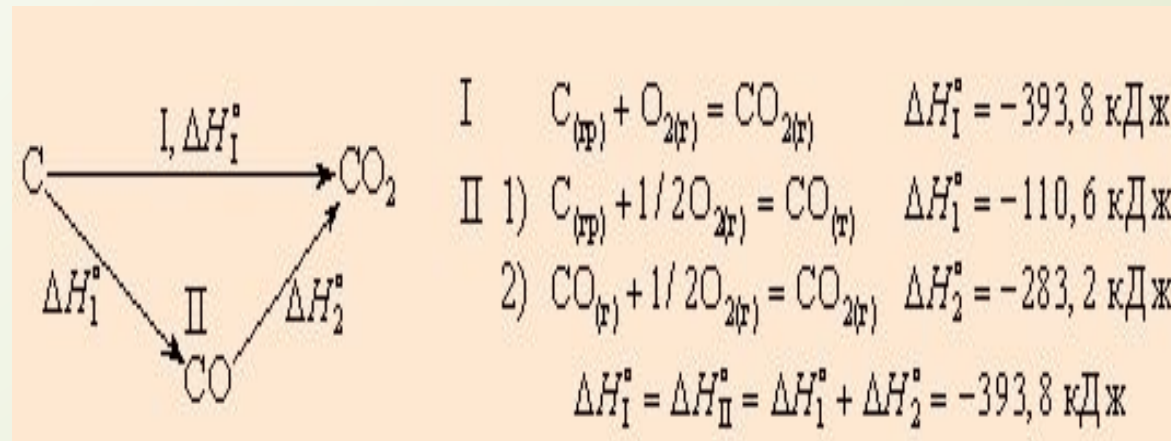 I, ΔH°I
C CO2
ΔH°1 II ΔH°2
CO
I C(гр) + O2(г) = CO2(г) ΔH°I = −393,8 кДж
II 1) C(гр) + 1/2O2(г) = CO(г) ΔH°1 = −110,6 кДж
2) CO(г) + 1/2O2(г) = CO2(г) ΔH°2 = −283,2 кДж
ΔH°I = ΔH°II = ΔH°1 + ΔH°2 = −393,8 кДж